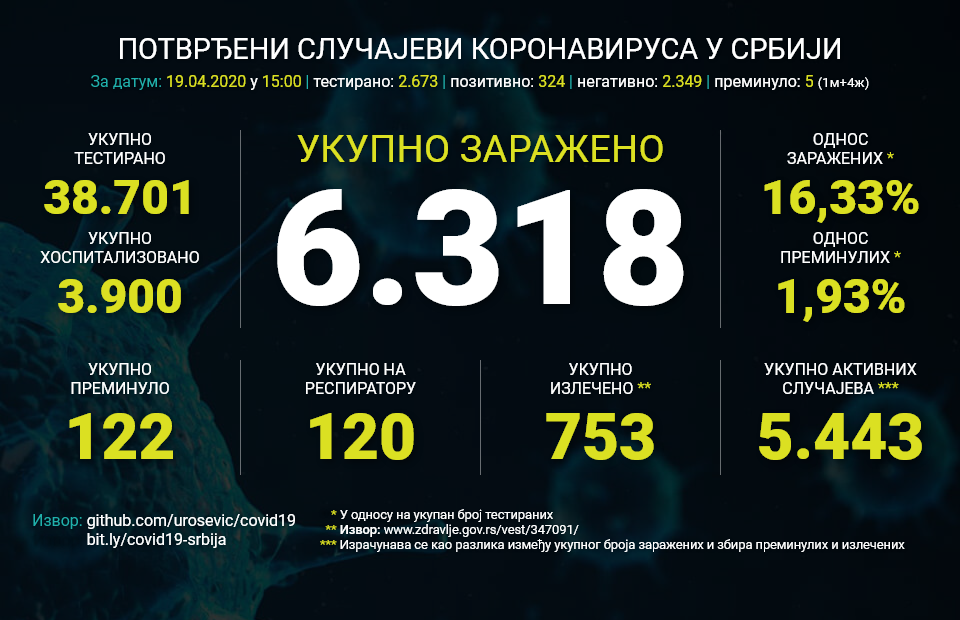 ПОТВРЂЕНИ СЛУЧАЈЕВИ КОРОНАВИРУСА У СРБИЈИ
За датум: 19.04.2020 у 15:00 | тестирано: 2.673 | позитивно: 324 | негативно: 2.349 | преминуло: 5 (1м+4ж)
УКУПНО
ТЕСТИРАНО
38.701
УКУПНО
ХОСПИТАЛИЗОВАНО
3.900
УКУПНО ЗАРАЖЕНО
6.318
ОДНОС
ЗАРАЖЕНИХ *
16,33%
ОДНОС
ПРЕМИНУЛИХ *
1,93%
УКУПНО
ПРЕМИНУЛО
122
УКУПНО НА
РЕСПИРАТОРУ
120
УКУПНО
ИЗЛЕЧЕНО **
753
УКУПНО АКТИВНИХ
СЛУЧАЈЕВА ***
5.443
Извор: github.com/urosevic/covid19
bit.ly/covid19-srbija
* У односу на укупан број тестираних
** Извор: www.zdravlje.gov.rs/vest/347091/
*** Израчунава се као разлика између укупног броја заражених и збира преминулих и излечених